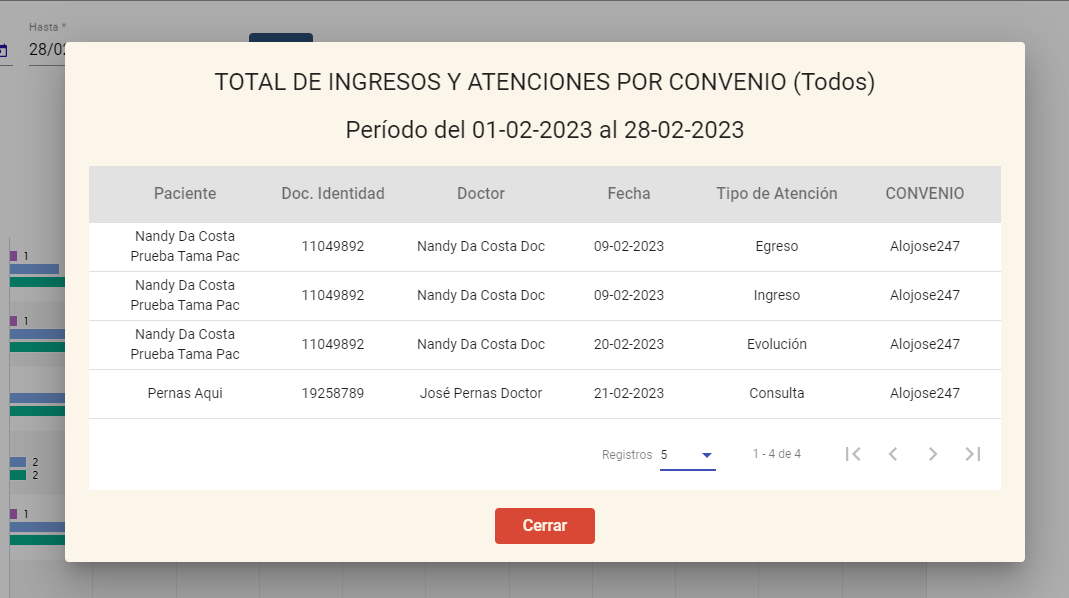 Hasta *
28/02
TOTAL DE INGRESOS Y ATENCIONES POR CONVENIO (Todos)
Período del 01-02-2023 al 28-02-2023
Paciente Doc. Identidad Doctor Fecha Tipo de Atención CONVENIO
Nandy Da Costa
Prueba Tama Pac 11049892 Nandy Da Costa Doc 09-02-2023 Egreso Alojose247
Nandy Da Costa
Prueba Tama Pac 11049892 Nandy Da Costa Doc 09-02-2023 Ingreso Alojose247
Nandy Da Costa
Prueba Tama Pac 11049892 Nandy Da Costa Doc 20-02-2023 Evolución Alojose247
Pernas Aqui 19258789 José Pernas Doctor 21-02-2023 Consulta Alojose247
Registros 5 1 - 4 de 4
Cerrar
1
1
2
2
1